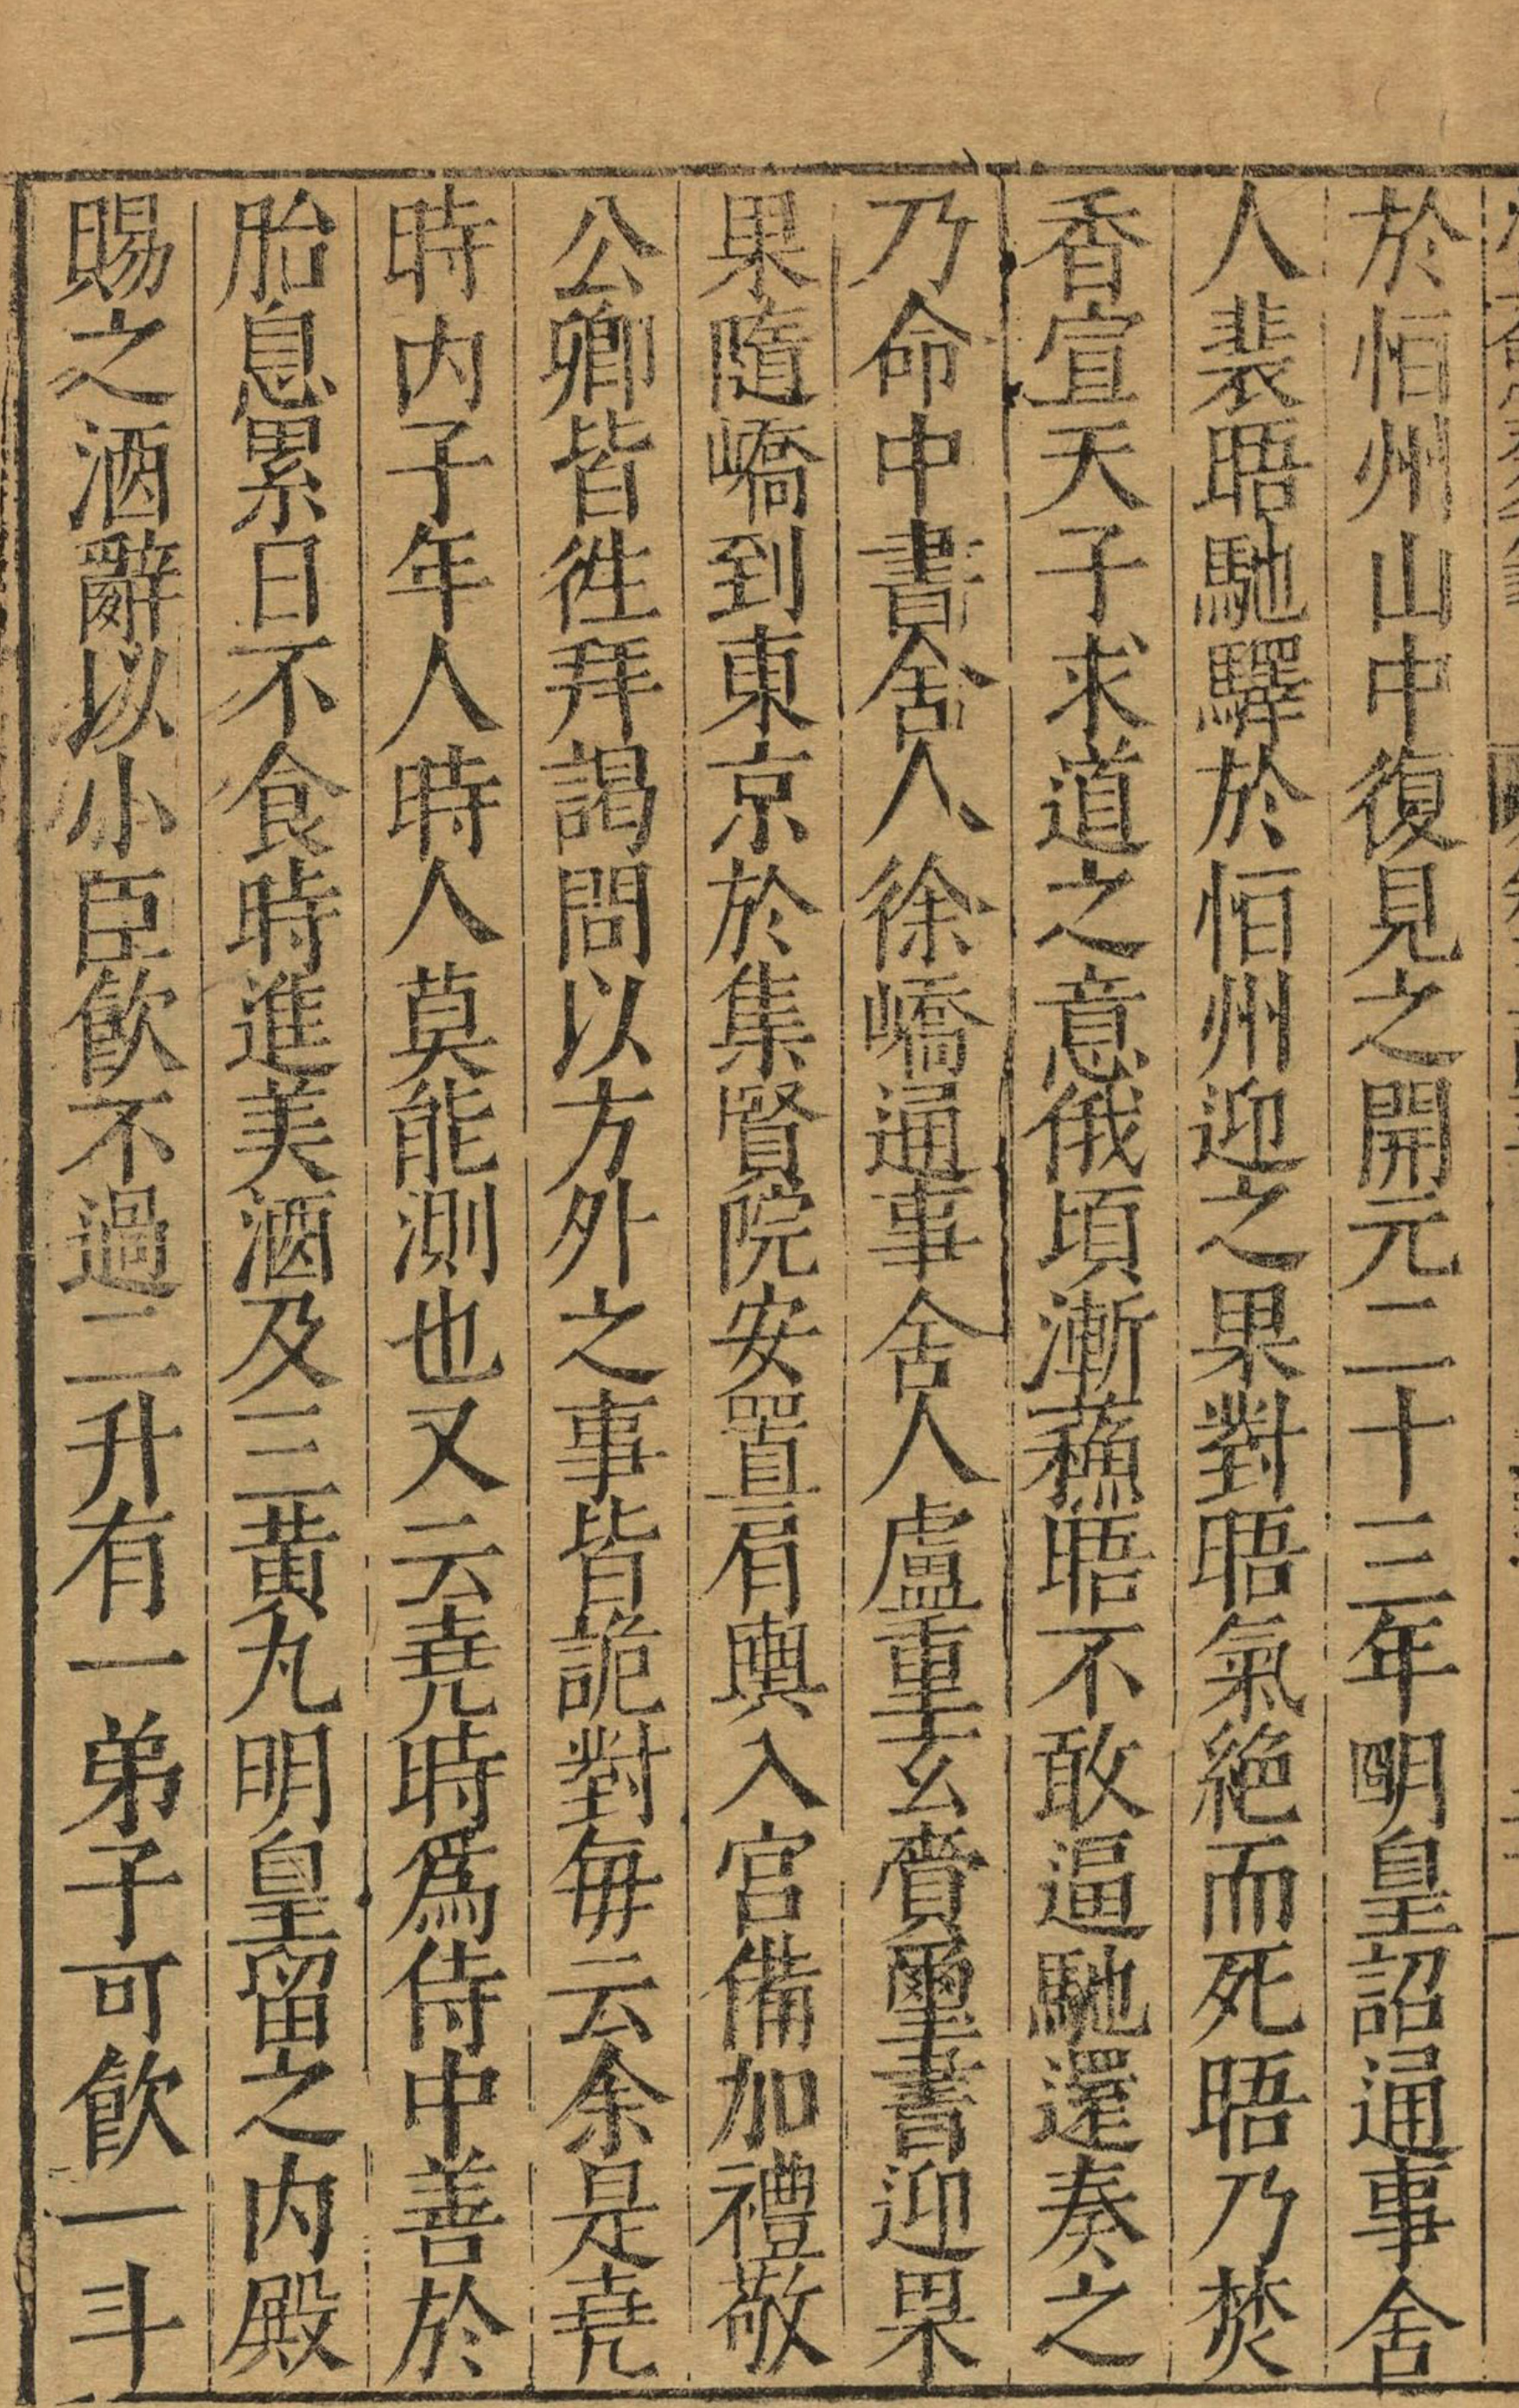 於恒州山中復見之開元二十三年明皇詔通事舍
人裴晤馳驛於恒州迎之果對晤氣絶而死晤乃焚
香宣天子求道之意俄頃漸蘓晤不敢逼馳還奏之
乃命中書舍人徐嶠通事舍人盧重玄賫璽書迎果
果隨嶠到東京於集賢院安置肩輿入宫備加禮敬
公卿皆徃拜謁問以方外之事皆詭對毎云余是堯
時内子年人時人莫能測也又云堯時爲侍中善於
胎息累日不食時進美酒及三黄丸明皇留之内殿
賜之酒辭以小臣飲不過二升有一弟子可飲一斗